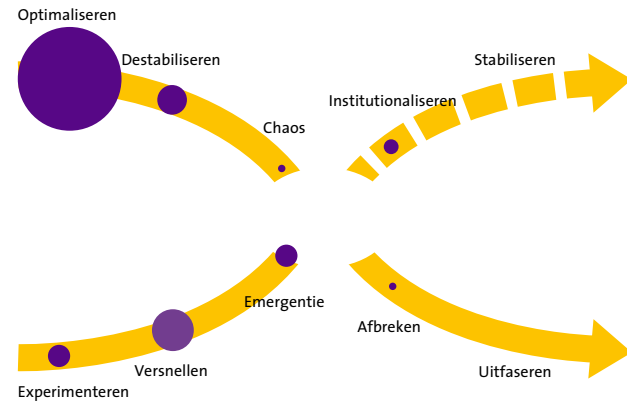 Optimaliseren
Destabiliseren
Stabiliseren
Institutionaliseren
Chaos
Emergentie
Afbreken
Versnellen
Uitfaseren
Experimenteren